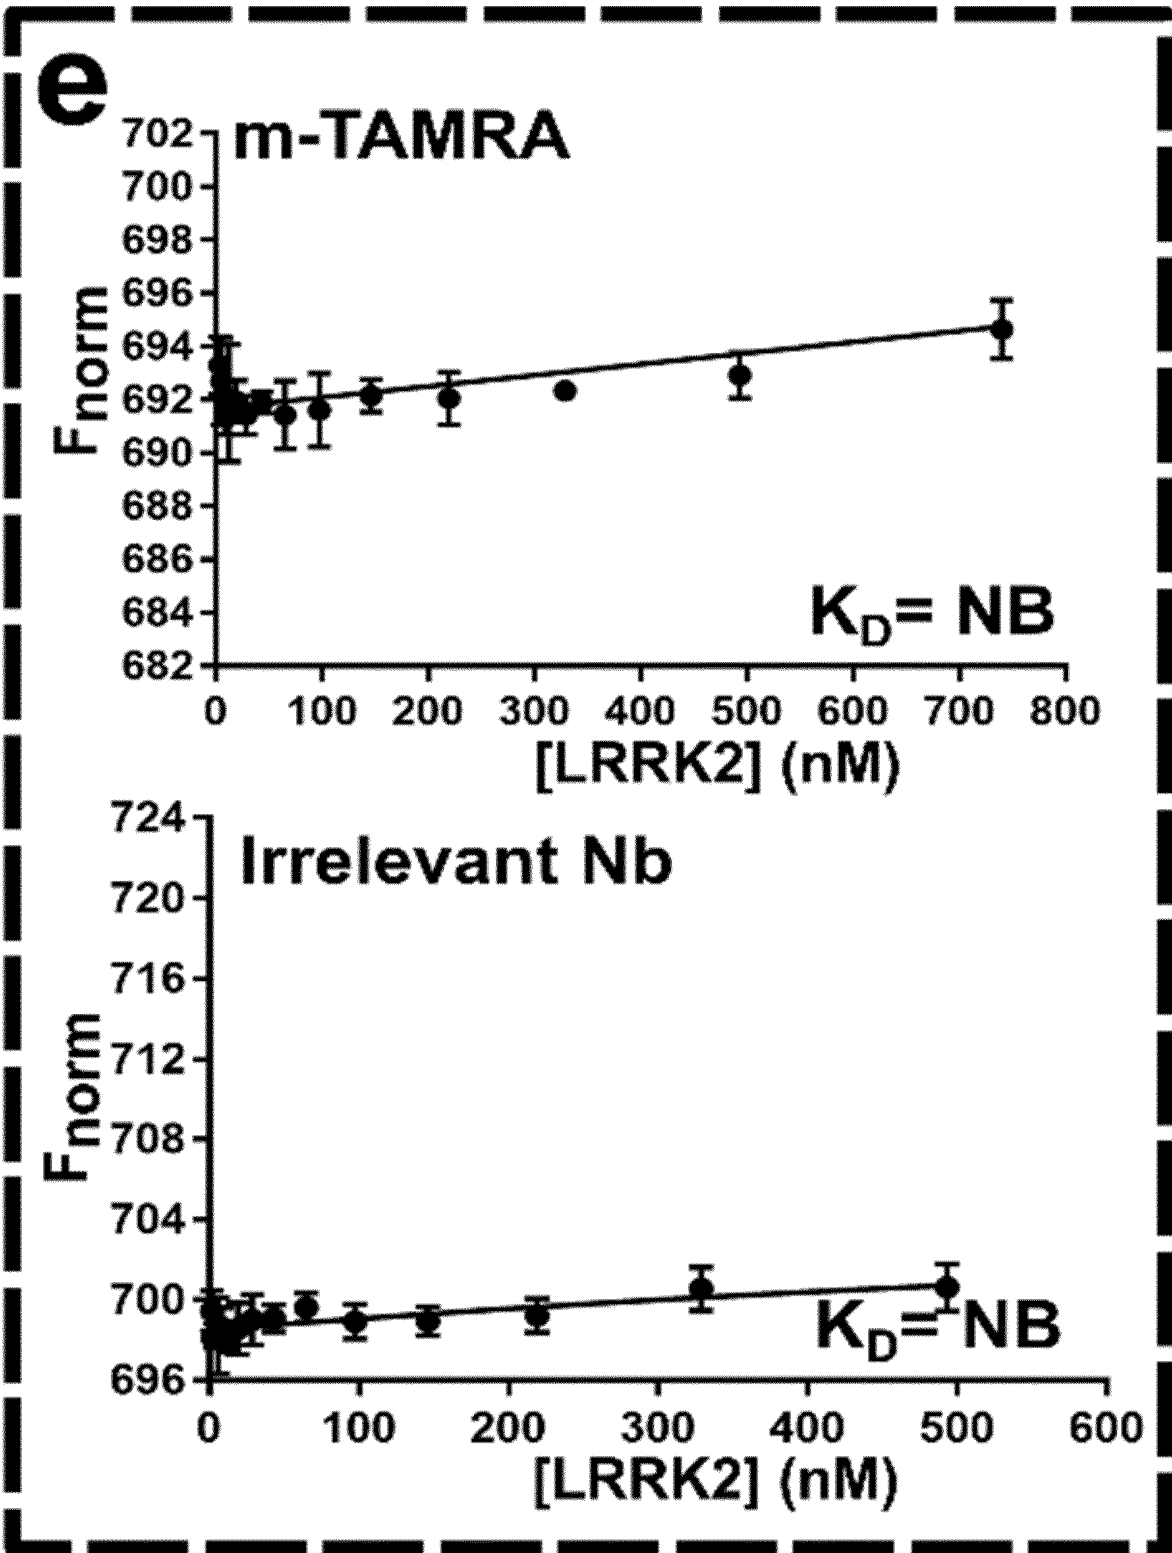 e
m-TAMRA
702
700
698
696
694
692
690
688
686
684
682
Fnorm
KD= NB
0 100 200 300 400 500 600 700 800
[LRRK2] (nM)
Irrelevant Nb
724
720
716
712
708
704
700
696
Fnorm
KD= NB
0 100 200 300 400 500 600
[LRRK2] (nM)